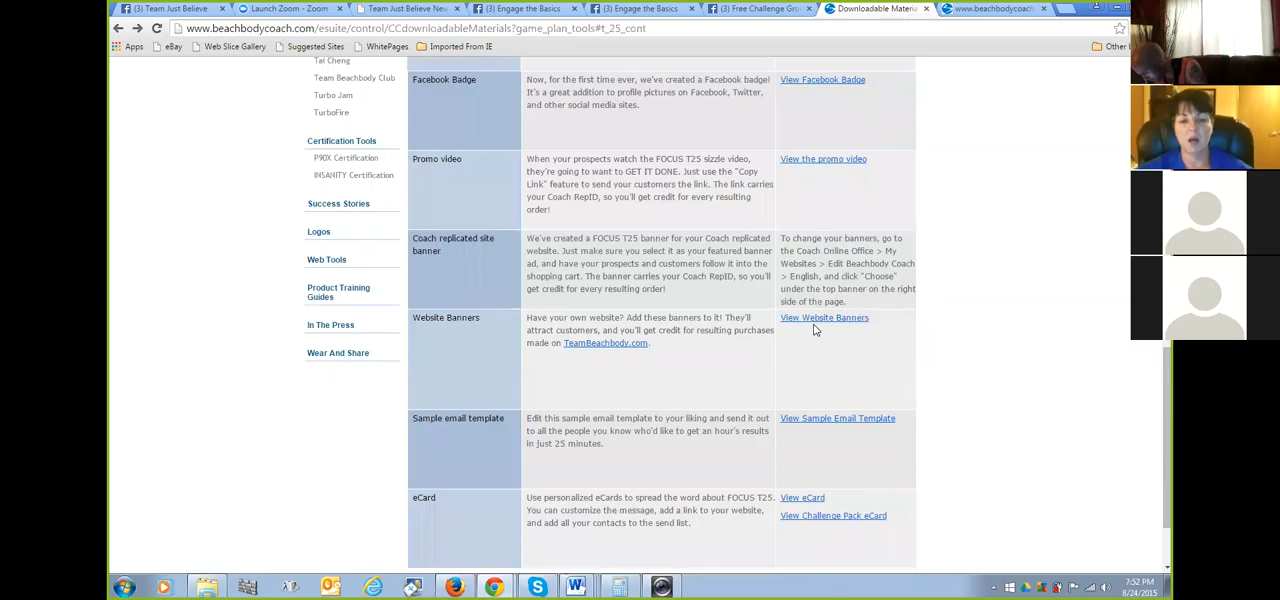 (3) Team Just Believe
Launch Zoom - Zoom
Team Just Believe New
(3) Engage the Basics
(3) Engage the Basics
(3) Free Challenge Gro
Downloadable Materia
www.beachbodycoach.
www.beachbodycoach.com/esuite/control/CCdownloadableMaterials?game_plan_tools#t_25_cont
Apps eBay Web Slice Gallery Suggested Sites WhitePages Imported From IE Other
Tai Cheng
Team Beachbody Club
Turbo Jam
TurboFire
Certification Tools
P90X Certification
INSANITY Certification
Success Stories
Logos
Web Tools
Product Training
Guides
In The Press
Wear And Share
Facebook Badge
Now, for the first time ever, we've created a Facebook badge!
It's a great addition to profile pictures on Facebook, Twitter,
and other social media sites.
View Facebook Badge
Promo video
When your prospects watch the FOCUS T25 sizzle video,
they're going to want to GET IT DONE. Just use the "Copy
Link" feature to send your customers the link. The link carries
your Coach RepID, so you'll get credit for every resulting
order!
View the promo video
Coach replicated site
banner
We've created a FOCUS T25 banner for your Coach replicated
website. Just make sure you select it as your featured banner
ad, and have your prospects and customers follow it into the
shopping cart. The banner carries your Coach RepID, so you'll
get credit for every resulting order!
To change your banners, go to
the Coach Online Office > My
Websites > Edit Beachbody Coach
> English, and click "Choose"
under the top banner on the right
side of the page.
Website Banners
Have your own website? Add these banners to it! They'll
attract customers, and you'll get credit for resulting purchases
made on TeamBeachbody.com.
View Website Banners
Sample email template
Edit this sample email template to your liking and send it out
to all the people you know who'd like to get an hour's results
in just 25 minutes.
View Sample Email Template
eCard
Use personalized eCards to spread the word about FOCUS T25.
You can customize the message, add a link to your website,
and add all your contacts to the send list.
View eCard
View Challenge Pack eCard
7:52 PM
8/24/2015